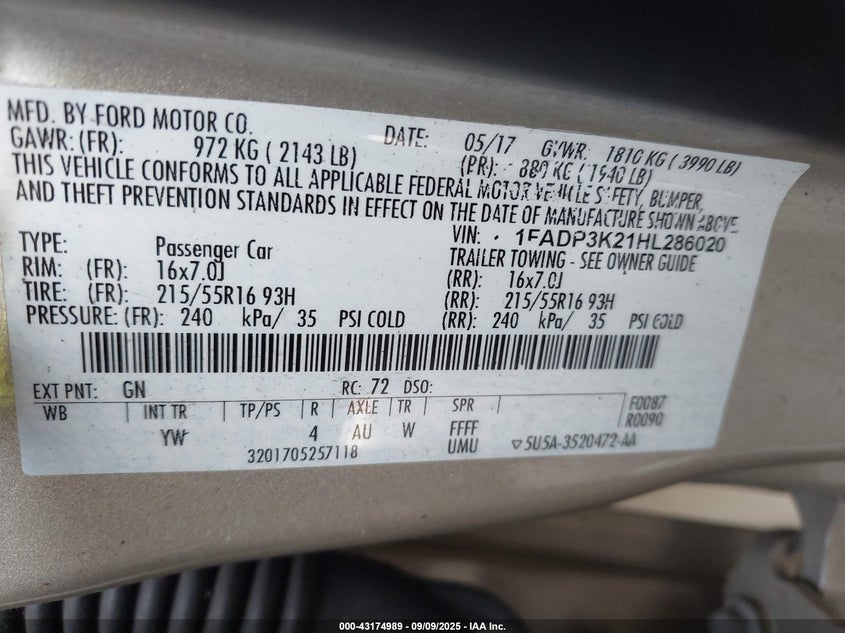 MFD. BY FORD MOTOR CO. DATE: 05/17 GVWR: 1810 KG ( 3990 LB)
GAWR: (FR): 972 KG ( 2143 LB) (RR): 880 KG ( 1940 LB)
THIS VEHICLE CONFORMS TO ALL APPLICABLE FEDERAL MOTOR VEHICLE SAFETY, BUMPER,
AND THEFT PREVENTION STANDARDS IN EFFECT ON THE DATE OF MANUFACTURE SHOWN ABOVE
VIN: 1FADP3K21HL286020
TYPE: Passenger Car TRAILER TOWING - SEE OWNER GUIDE
RIM: (FR): 16x7.0J (RR): 16x7.0J
TIRE: (FR): 215/55R16 93H (RR): 215/55R16 93H
PRESSURE: (FR): 240 kPa/ 35 PSI COLD (RR): 240 kPa/ 35 PSI COLD
EXT PNT: GN RC: 72 DSO:
WB INT TR TP/PS R AXLE TR SPR F0087
YW 4 AU W FFFF R0090
3201705257118 UMU ▽5U5A-3520472-AA
000-43174989 - 09/09/2025 - IAA Inc.